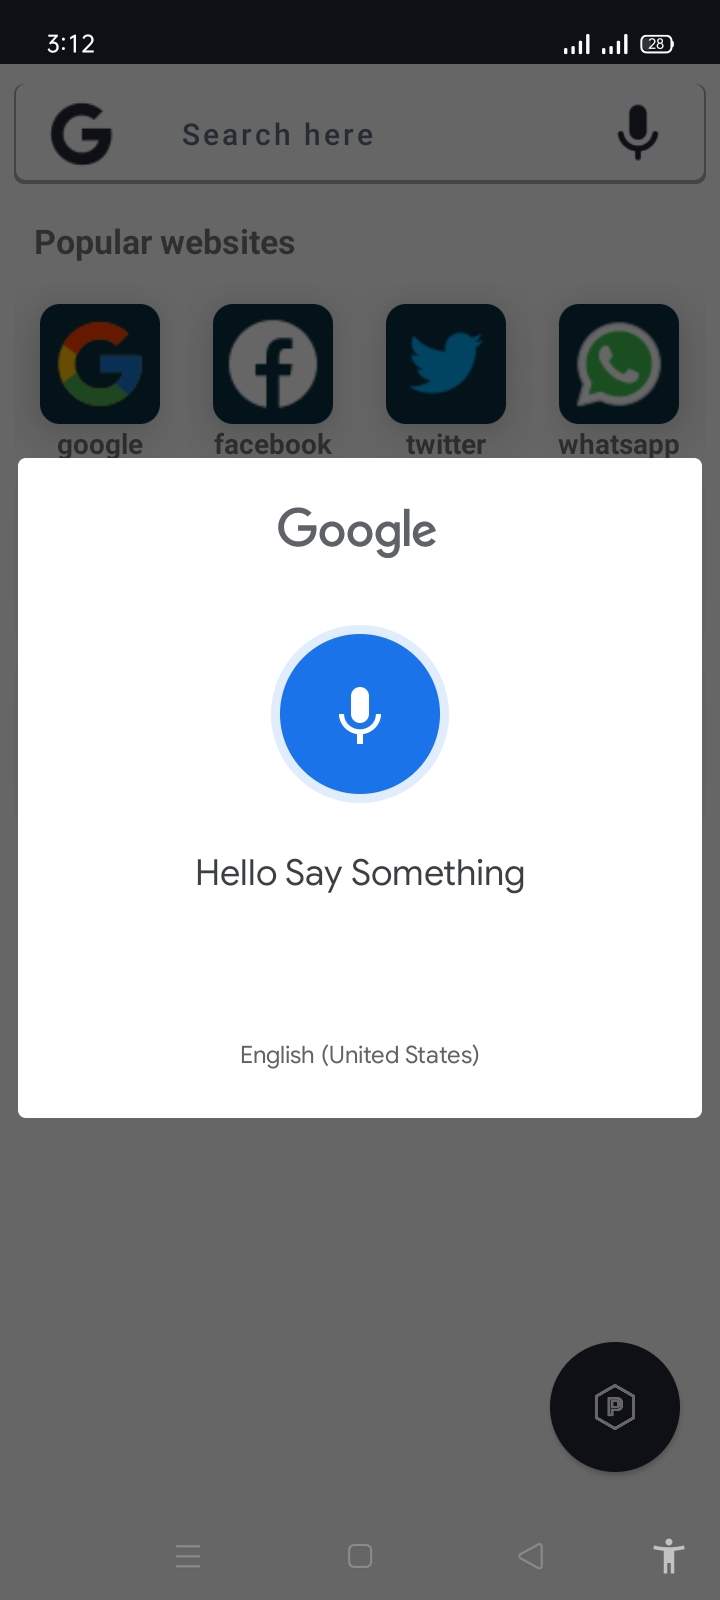 3:12
28
Search here
Popular websites
google facebook twitter whatsapp
Google
Hello Say Something
English (United States)
P